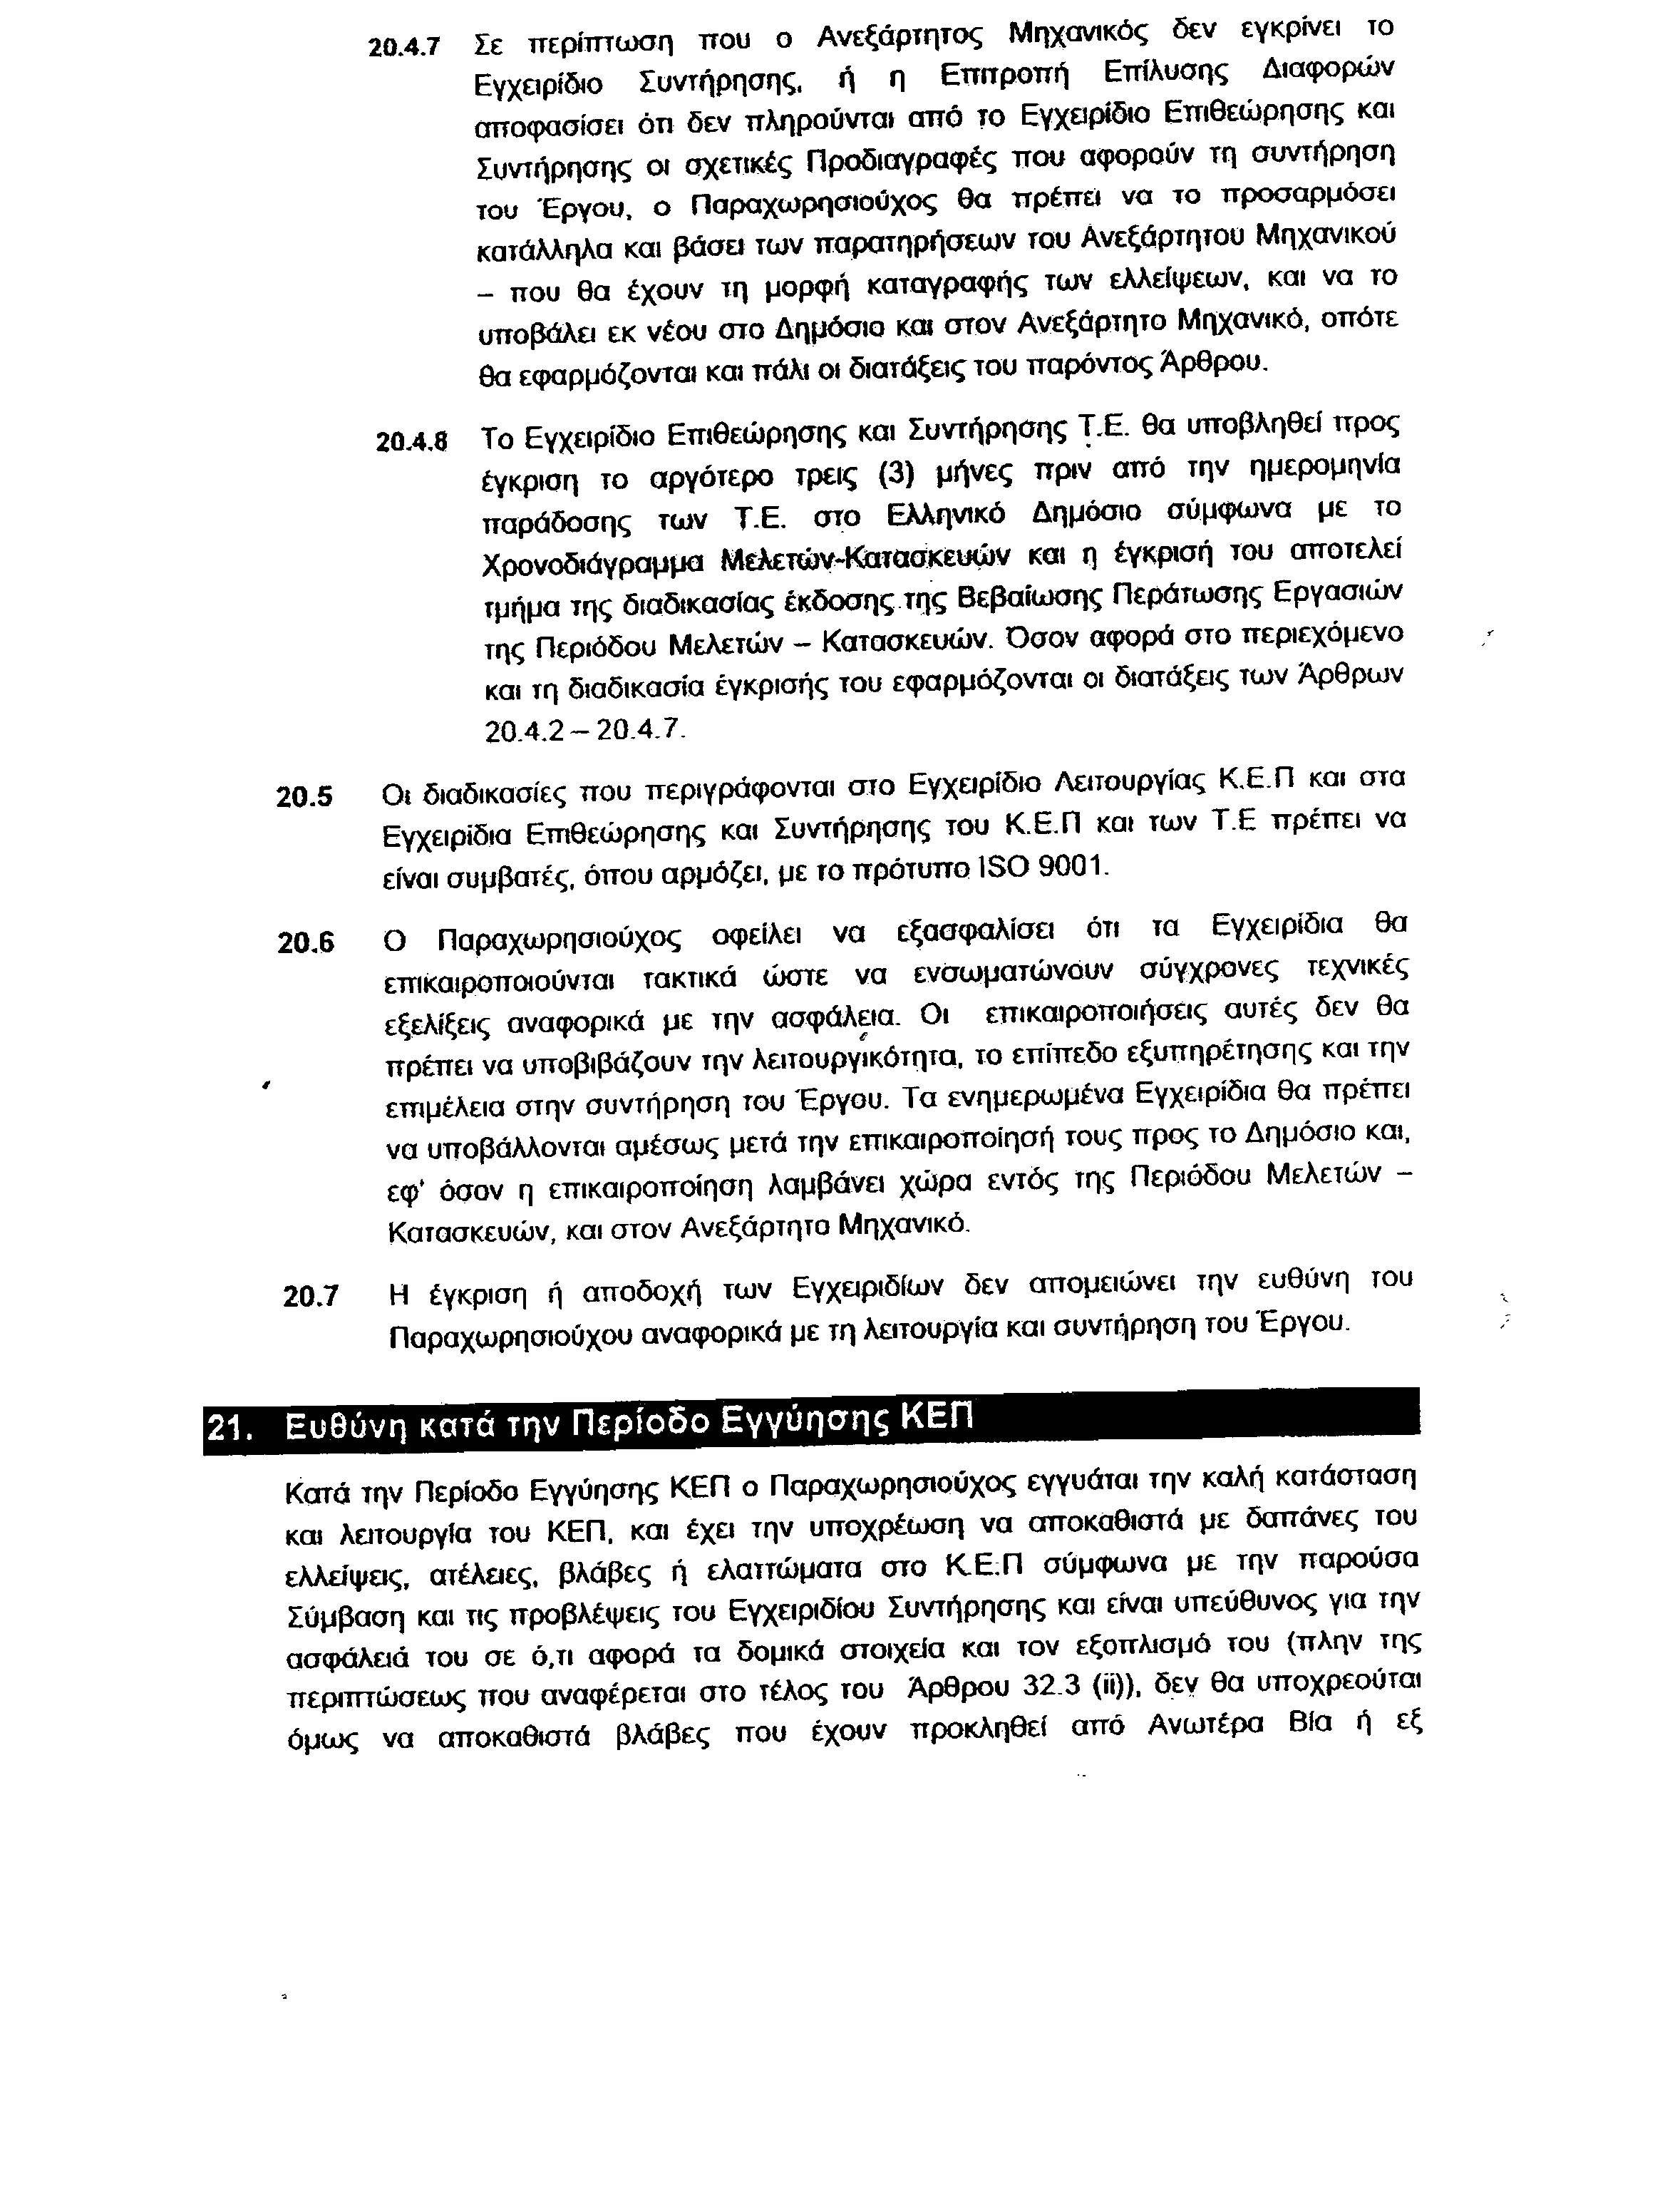 20.4.7 Σε περίπτωση που ο Ανεξάρτητος Μηχανικός δεν εγκρίνει το
Εγχειρίδιο Συντήρησης, ή η Επιτροπή Επίλυσης Διαφορών
αποφασίσει ότι δεν πληρούνται από το Εγχειρίδιο Επιθεώρησης και
Συντήρησης οι σχετικές Προδιαγραφές που αφορούν τη συντήρηση
του Έργου, ο Παραχωρησιούχος θα πρέπει να το προσαρμόσει
κατάλληλα και βάσει των παρατηρήσεων του Ανεξάρτητου Μηχανικού
– που θα έχουν τη μορφή καταγραφής των ελλείψεων, και να το
υποβάλει εκ νέου στο Δημόσιο και στον Ανεξάρτητο Μηχανικό, οπότε
θα εφαρμόζονται και πάλι οι διατάξεις του παρόντος Άρθρου.
20.4.8 Το Εγχειρίδιο Επιθεώρησης και Συντήρησης Τ.Ε. θα υποβληθεί προς
έγκριση το αργότερο τρεις (3) μήνες πριν από την ημερομηνία
παράδοσης των Τ.Ε. στο Ελληνικό Δημόσιο σύμφωνα με το
Χρονοδιάγραμμα Μελετών-Κατασκευών και η έγκρισή του αποτελεί
τμήμα της διαδικασίας έκδοσης της Βεβαίωσης Περάτωσης Εργασιών
της Περιόδου Μελετών – Κατασκευών. Όσον αφορά στο περιεχόμενο
και τη διαδικασία έγκρισής του εφαρμόζονται οι διατάξεις των Άρθρων
20.4.2 – 20.4.7.
20.5 Οι διαδικασίες που περιγράφονται στο Εγχειρίδιο Λειτουργίας Κ.Ε.Π και στα
Εγχειρίδια Επιθεώρησης και Συντήρησης του Κ.Ε.Π και των Τ.Ε πρέπει να
είναι συμβατές, όπου αρμόζει, με το πρότυπο ISO 9001.
20.6 Ο Παραχωρησιούχος οφείλει να εξασφαλίσει ότι τα Εγχειρίδια θα
επικαιροποιούνται τακτικά ώστε να ενσωματώνουν σύγχρονες τεχνικές
εξελίξεις αναφορικά με την ασφάλεια. Οι επικαιροποιήσεις αυτές δεν θα
πρέπει να υποβιβάζουν την λειτουργικότητα, το επίπεδο εξυπηρέτησης και την
επιμέλεια στην συντήρηση του Έργου. Τα ενημερωμένα Εγχειρίδια θα πρέπει
να υποβάλλονται αμέσως μετά την επικαιροποίησή τους προς το Δημόσιο και,
εφ' όσον η επικαιροποίηση λαμβάνει χώρα εντός της Περιόδου Μελετών –
Κατασκευών, και στον Ανεξάρτητο Μηχανικό.
20.7 Η έγκριση ή αποδοχή των Εγχειριδίων δεν απομειώνει την ευθύνη του
Παραχωρησιούχου αναφορικά με τη λειτουργία και συντήρηση του Έργου.
21. Ευθύνη κατά την Περίοδο Εγγύησης ΚΕΠ
Κατά την Περίοδο Εγγύησης ΚΕΠ ο Παραχωρησιούχος εγγυάται την καλή κατάσταση
και λειτουργία του ΚΕΠ, και έχει την υποχρέωση να αποκαθιστά με δαπάνες του
ελλείψεις, ατέλειες, βλάβες ή ελαττώματα στο Κ.Ε.Π σύμφωνα με την παρούσα
Σύμβαση και τις προβλέψεις του Εγχειριδίου Συντήρησης και είναι υπεύθυνος για την
ασφάλειά του σε ό,τι αφορά τα δομικά στοιχεία και τον εξοπλισμό του (πλην της
περιπτώσεως που αναφέρεται στο τέλος του Άρθρου 32.3 (ii)), δεν θα υποχρεούται
όμως να αποκαθιστά βλάβες που έχουν προκληθεί από Ανωτέρα Βία ή εξ